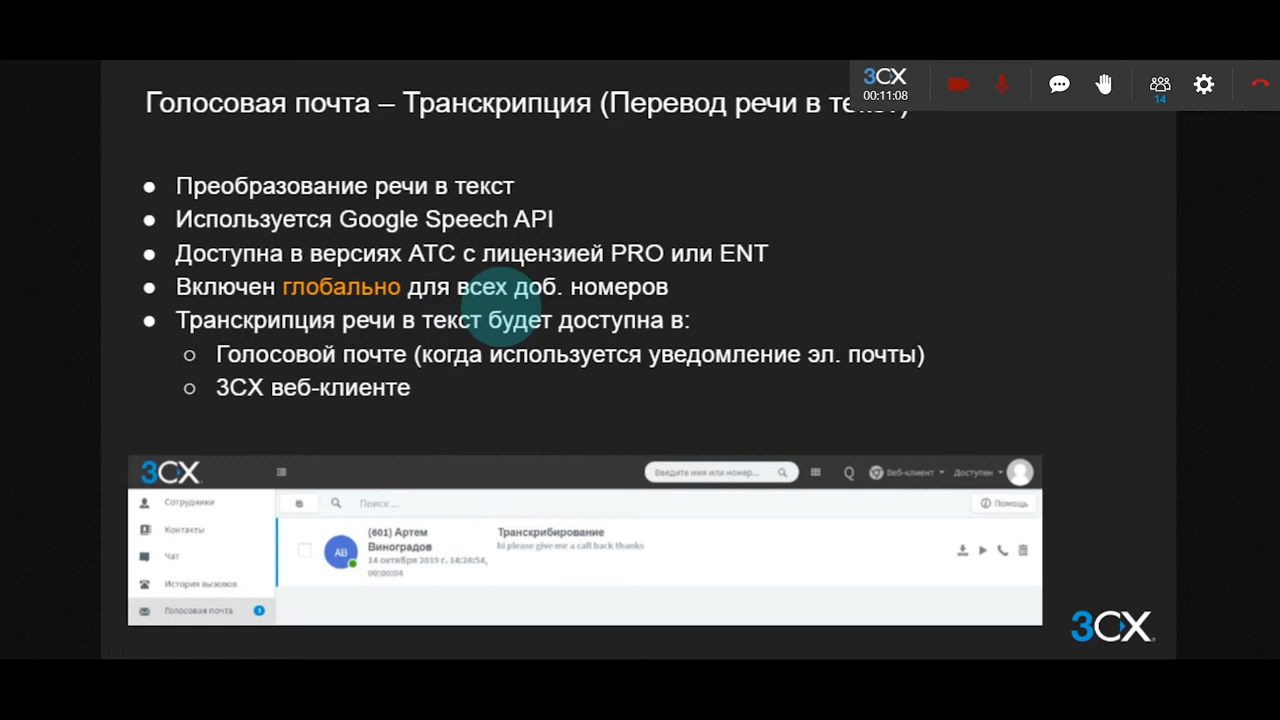 3CX
00:11:08
14
Голосовая почта – Транскрипция (Перевод речи в текст)
● Преобразование речи в текст
● Используется Google Speech API
● Доступна в версиях АТС с лицензией PRO или ENT
● Включен глобально для всех доб. номеров
● Транскрипция речи в текст будет доступна в:
○ Голосовой почте (когда используется уведомление эл. почты)
○ 3CX веб-клиенте
3CX
Введите имя или номер...
Веб-клиент
Доступен
Сотрудники
Поиск ...
Помощь
Контакты
Чат
История вызовов
Голосовая почта
АВ
(601) Артем
Виноградов
14 октября 2019 г. 14:28:54,
00:00:04
Транскрибирование
hi please give me a call back thanks
3CX